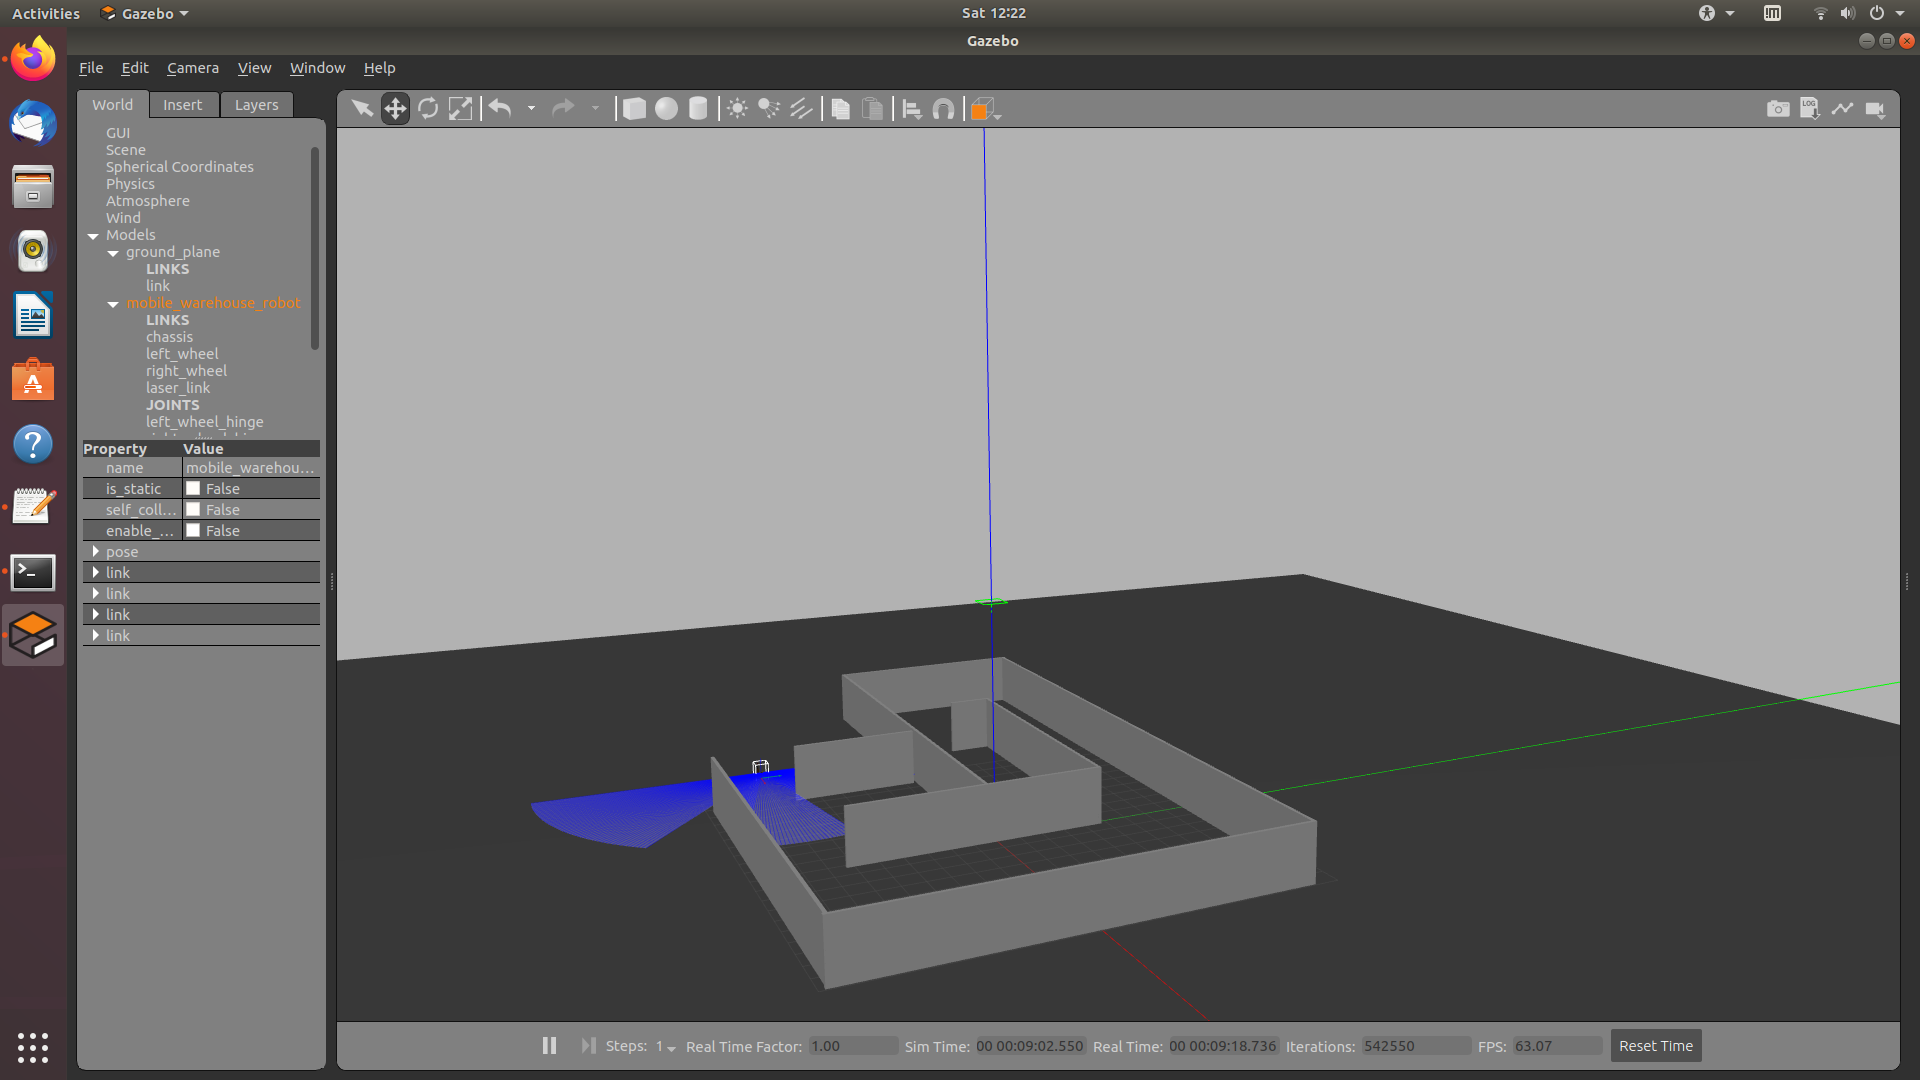 Activities
Gazebo
Sat 12:22
Gazebo
File Edit Camera View Window Help
World Insert Layers
LOG
GUI
Scene
Spherical Coordinates
Physics
Atmosphere
Wind
Models
ground_plane
LINKS
link
mobile_warehouse_robot
LINKS
chassis
left_wheel
right_wheel
laser_link
JOINTS
left_wheel_hinge
Property Value
name mobile_warehou...
is_static False
self_coll... False
enable_... False
pose
link
link
link
link
Steps: 1 Real Time Factor: 1.00 Sim Time: 00 00:09:02.550 Real Time: 00 00:09:18.736 Iterations: 542550 FPS: 63.07 Reset Time